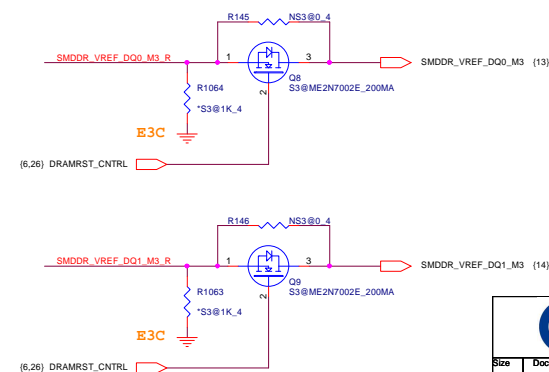 R145 NS3@0_4
SMDDR_VREF_DQ0_M3_R 1 3 SMDDR_VREF_DQ0_M3 {13}
Q8
R1064 2 S3@ME2N7002E_200MA
*S3@1K_4
E3C
{6,26} DRAMRST_CNTRL
R146 NS3@0_4
SMDDR_VREF_DQ1_M3_R 1 3 SMDDR_VREF_DQ1_M3 {14}
Q9
R1063 2 S3@ME2N7002E_200MA
*S3@1K_4
E3C
{6,26} DRAMRST_CNTRL
Size Doc